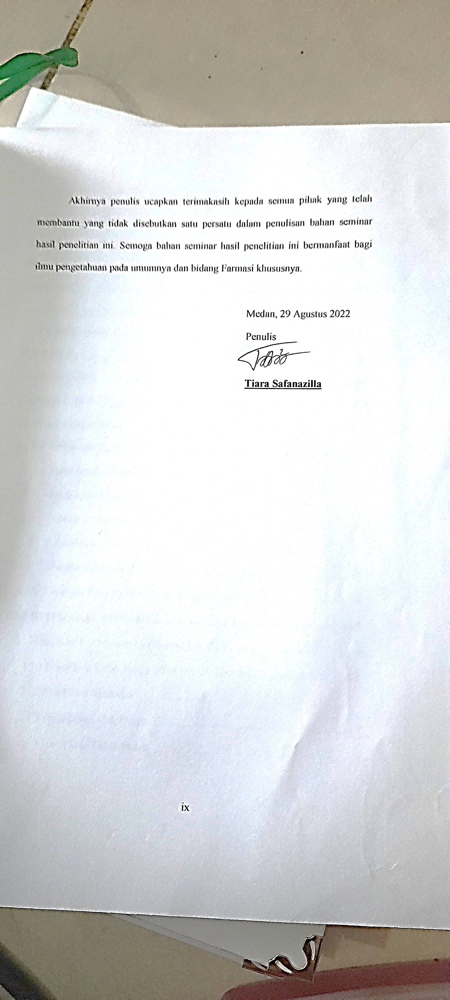 Akhirnya penulis ucapkan terimakasih kepada semua pihak yang telah
membantu yang tidak disebutkan satu persatu dalam penulisan bahan seminar
hasil penelitian ini. Semoga bahan seminar hasil penelitian ini bermanfaat bagi
ilmu pengetahuan pada umumnya dan bidang Farmasi khususnya.
Medan, 29 Agustus 2022
Penulis
Tiara Safanazilla
ix